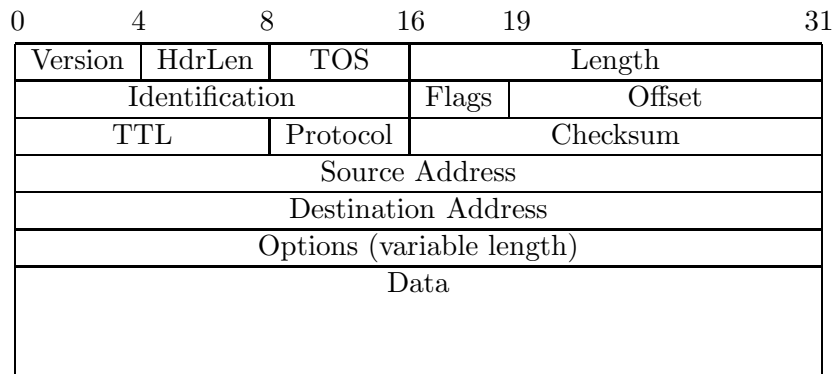 0 4 8 16 19 31
Version HdrLen TOS Length
Identification Flags Offset
TTL Protocol Checksum
Source Address
Destination Address
Options (variable length)
Data